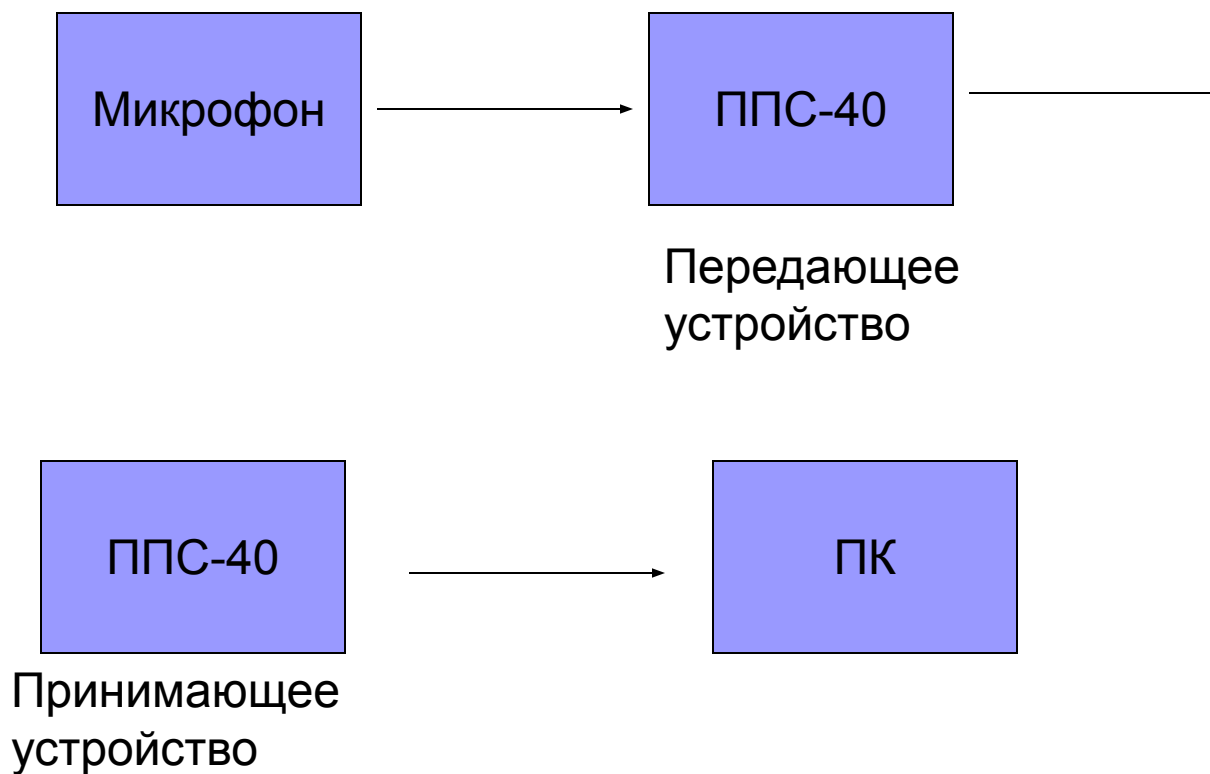 Микрофон
ППС-40
Передающее
устройство
ППС-40
ПК
Принимающее
устройство